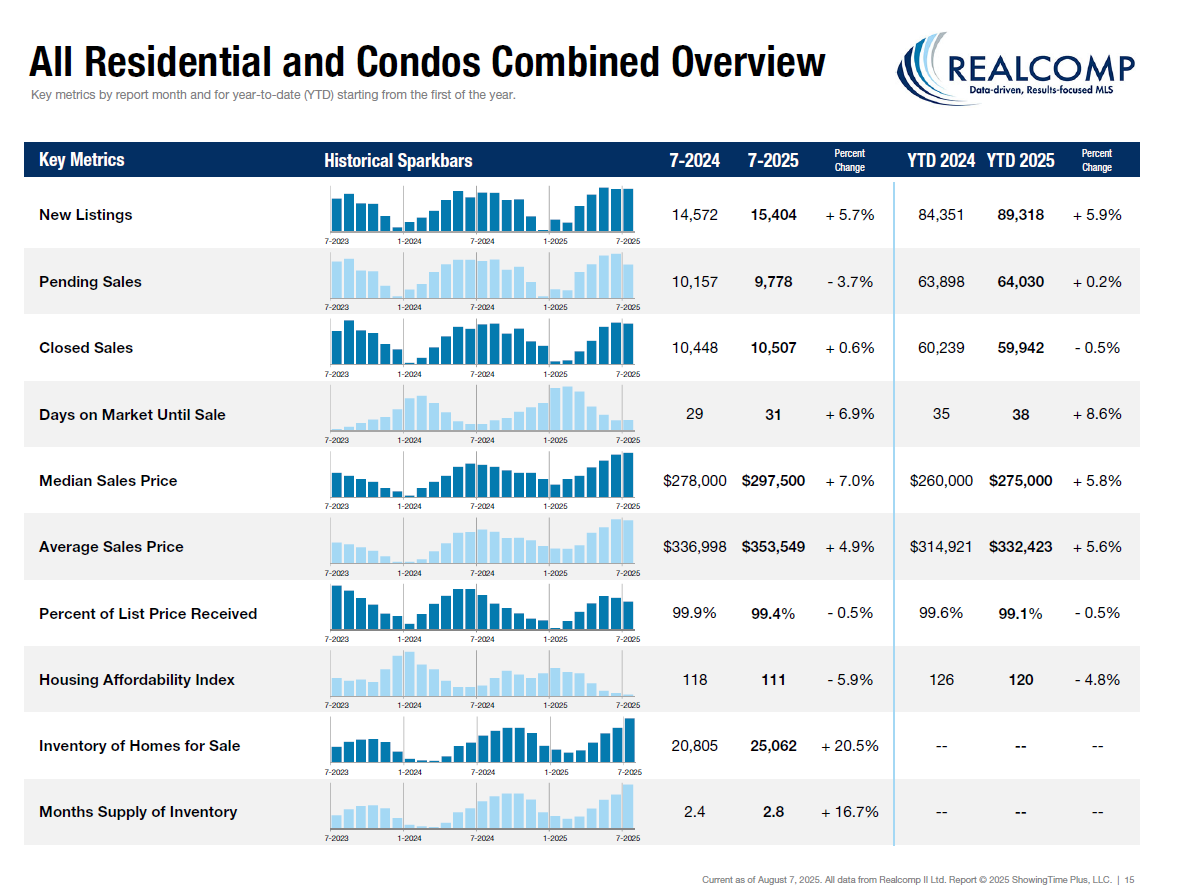 All Residential and Condos Combined Overview
Key metrics by report month and for year-to-date (YTD) starting from the first of the year.
REALCOMP
Data-driven, Results-focused MLS
Key Metrics Historical Sparkbars 7-2024 7-2025 Percent Change YTD 2024 YTD 2025 Percent Change
New Listings 14,572 15,404 + 5.7% 84,351 89,318 + 5.9%
7-2023 1-2024 7-2024 1-2025 7-2025
Pending Sales 10,157 9,778 - 3.7% 63,898 64,030 + 0.2%
7-2023 1-2024 7-2024 1-2025 7-2025
Closed Sales 10,448 10,507 + 0.6% 60,239 59,942 - 0.5%
7-2023 1-2024 7-2024 1-2025 7-2025
Days on Market Until Sale 29 31 + 6.9% 35 38 + 8.6%
7-2023 1-2024 7-2024 1-2025 7-2025
Median Sales Price $278,000 $297,500 + 7.0% $260,000 $275,000 + 5.8%
7-2023 1-2024 7-2024 1-2025 7-2025
Average Sales Price $336,998 $353,549 + 4.9% $314,921 $332,423 + 5.6%
7-2023 1-2024 7-2024 1-2025 7-2025
Percent of List Price Received 99.9% 99.4% - 0.5% 99.6% 99.1% - 0.5%
7-2023 1-2024 7-2024 1-2025 7-2025
Housing Affordability Index 118 111 - 5.9% 126 120 - 4.8%
7-2023 1-2024 7-2024 1-2025 7-2025
Inventory of Homes for Sale 20,805 25,062 + 20.5% -- -- --
7-2023 1-2024 7-2024 1-2025 7-2025
Months Supply of Inventory 2.4 2.8 + 16.7% -- -- --
7-2023 1-2024 7-2024 1-2025 7-2025
Current as of August 7, 2025. All data from Realcomp II Ltd. Report © 2025 ShowingTime Plus, LLC. | 15